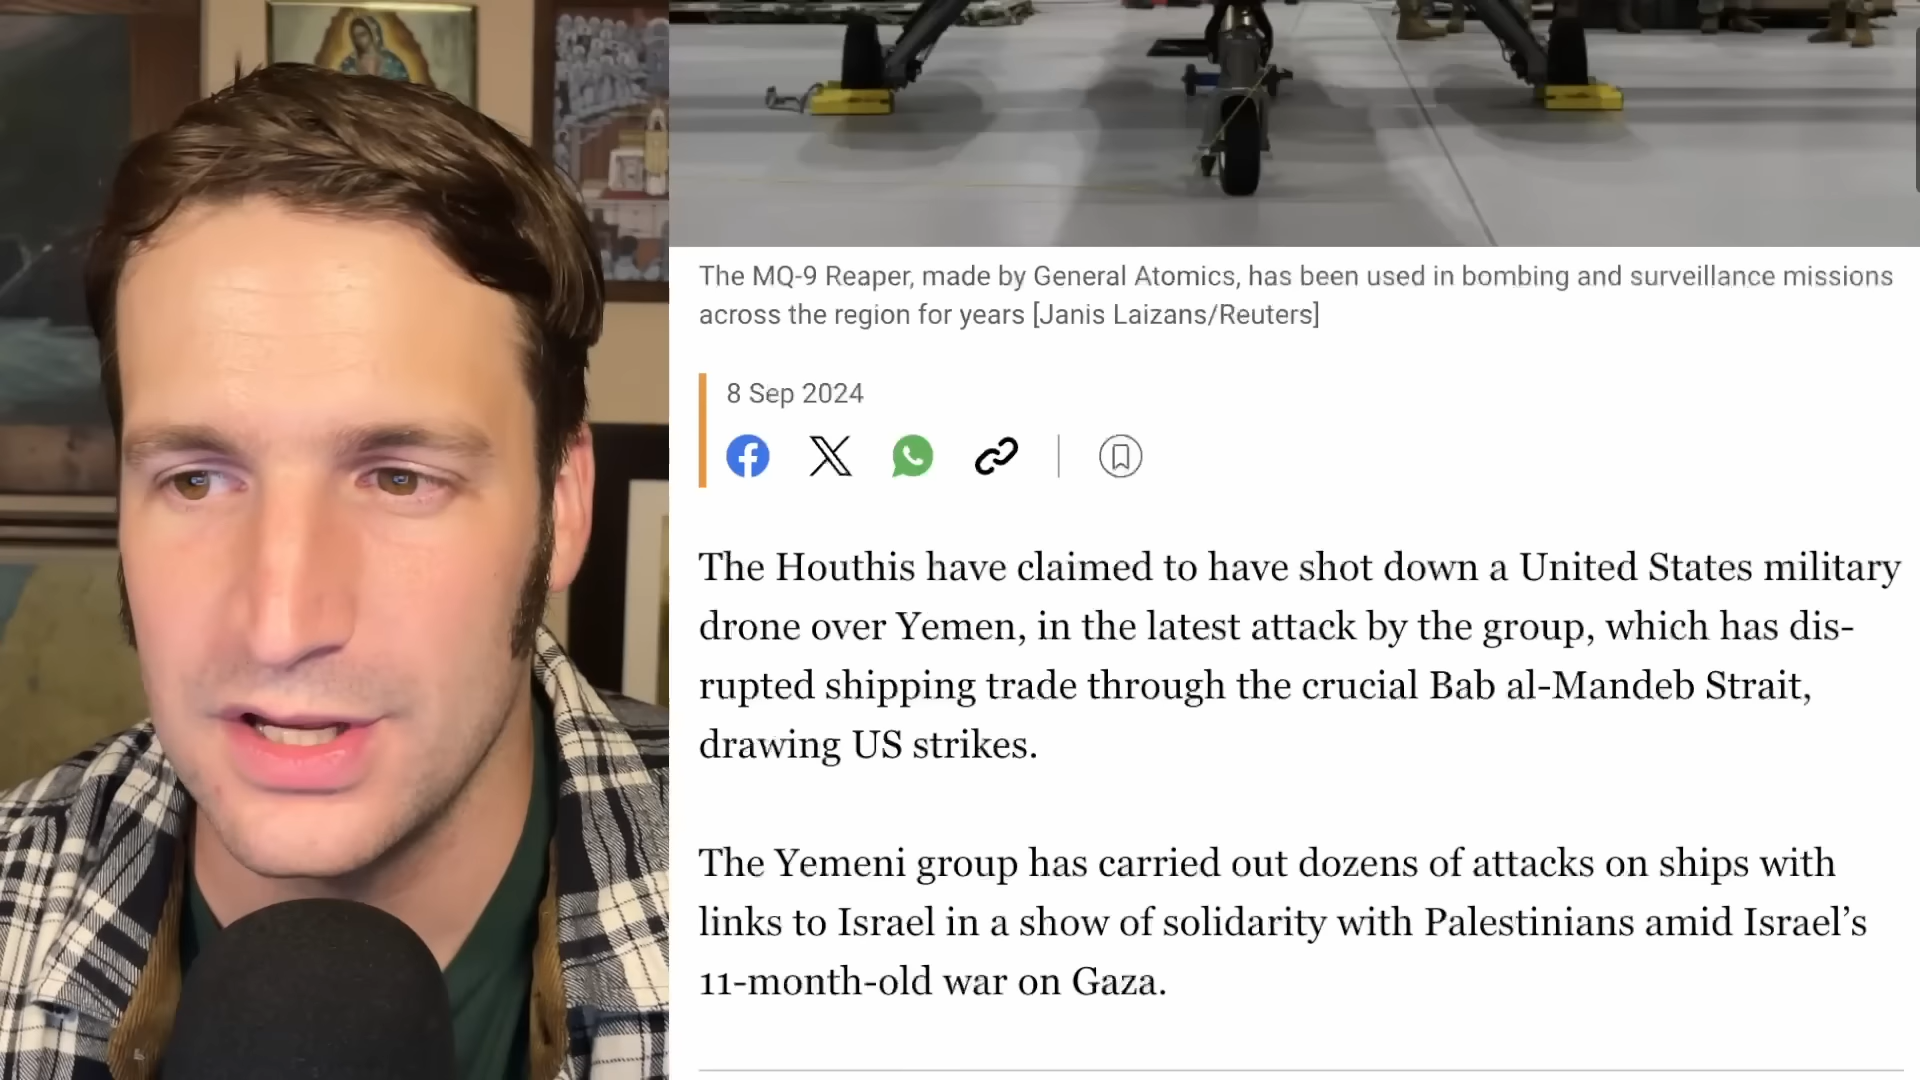 The MQ-9 Reaper, made by General Atomics, has been used in bombing and surveillance missions
across the region for years [Janis Laizans/Reuters]
8 Sep 2024
The Houthis have claimed to have shot down a United States military
drone over Yemen, in the latest attack by the group, which has dis-
rupted shipping trade through the crucial Bab al-Mandeb Strait,
drawing US strikes.
The Yemeni group has carried out dozens of attacks on ships with
links to Israel in a show of solidarity with Palestinians amid Israel’s
11-month-old war on Gaza.